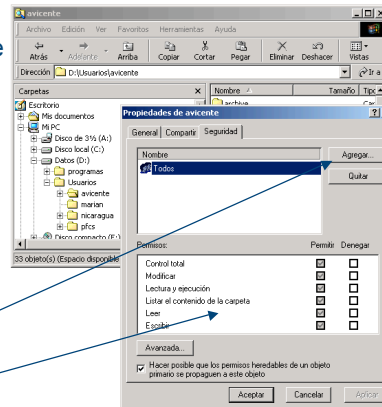 e
avicente
Archivo Edición Ver Favoritos Herramientas Ayuda
Atrás Adelante Arriba Copiar Cortar Pegar Eliminar Deshacer Vistas
Dirección D:\Usuarios\avicente Ir a
Carpetas Nombre Tamaño Tipo
Escritorio archive Car
Mis documentos
Mi PC
Disco de 3½ (A:)
Disco local (C:)
Datos (D:)
programas
Usuarios
avicente
marian
nicaragua
pfcs
Disco compacto (F:)
33 objeto(s) (Espacio disponible
Propiedades de avicente
General Compartir Seguridad
Nombre Agregar...
Todos Quitar
Permisos: Permitir Denegar
Control total
Modificar
Lectura y ejecución
Listar el contenido de la carpeta
Leer
Escribir
Avanzada...
Hacer posible que los permisos heredables de un objeto
primario se propaguen a este objeto
Aceptar Cancelar Aplicar